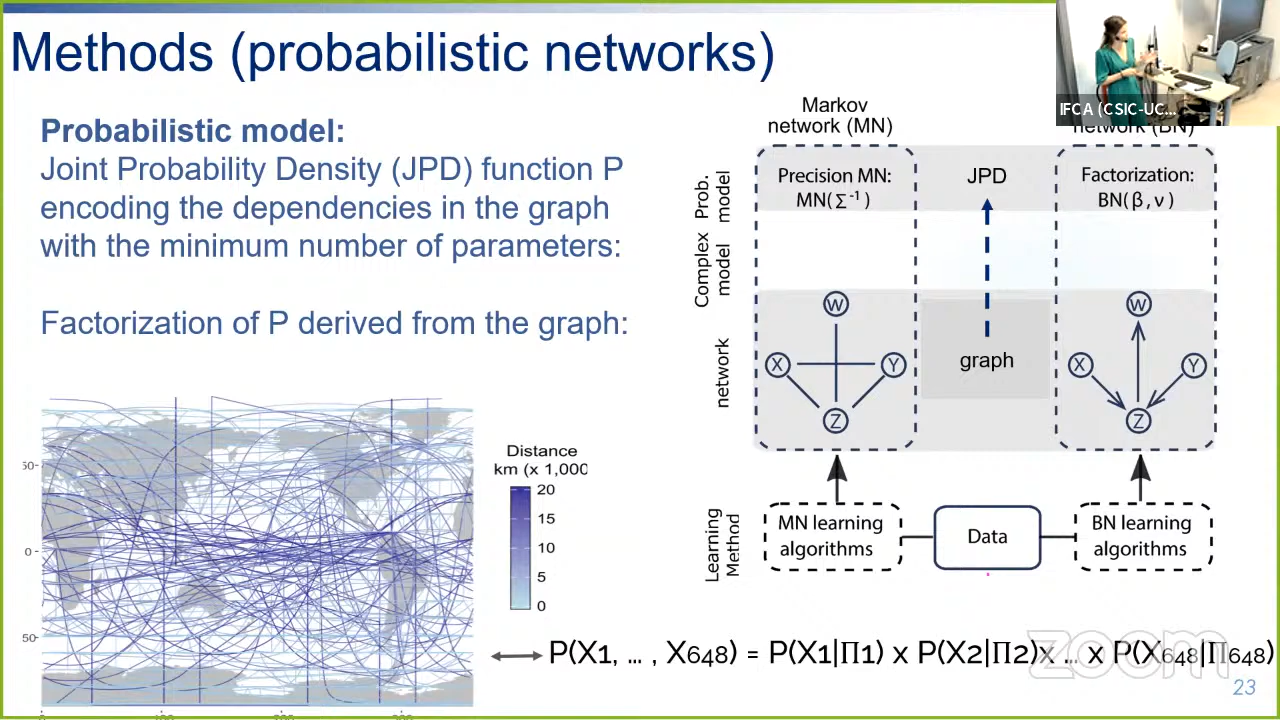 Methods (probabilistic networks)
IFCA (CSIC-UC...
Probabilistic model:
Joint Probability Density (JPD) function P
encoding the dependencies in the graph
with the minimum number of parameters:
Factorization of P derived from the graph:
Markov
network (MN)
network (BN)
Prob.
model
Complex
model
network
Learning
Method
Precision MN:
MN(Σ⁻¹)
JPD
Factorization:
BN(β,ν)
W
X
Y
Z
graph
W
X
Y
Z
MN learning
algorithms
Data
BN learning
algorithms
Distance
km (x 1,000
20
15
10
5
0
50
0
50
P(X1, ... , X648) = P(X1|Π1) x P(X2|Π2)x ... x P(X648|Π648)
zoom
23